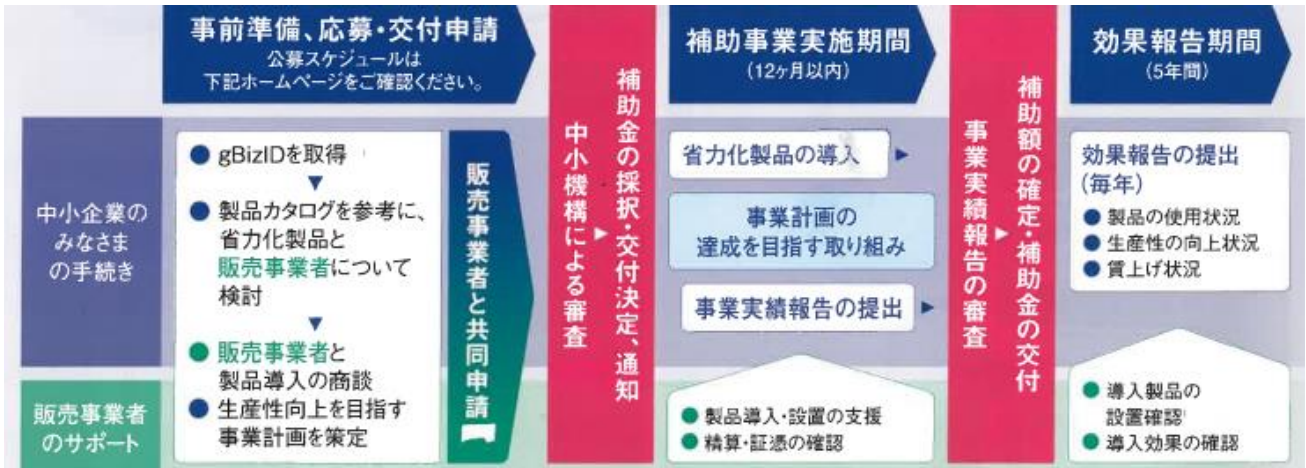 事前準備、応募・交付申請
公募スケジュールは
下記ホームページをご確認ください。
補助事業実施期間
(12ヶ月以内)
効果報告期間
(5年間)
中小企業の
みなさま
の手続き
● gBizIDを取得
▼
● 製品カタログを参考に、
省力化製品と
販売事業者について
検討
▼
● 販売事業者と
製品導入の商談
● 生産性向上を目指す
事業計画を策定
販売事業者と共同申請
中小機構による審査
▶
補助金の採択・交付決定、通知
省力化製品の導入 ▶
事業計画の
達成を目指す取り組み
事業実績報告の提出 ▶
事業実績報告の審査
▶
補助額の確定・補助金の交付
効果報告の提出
(毎年)
● 製品の使用状況
● 生産性の向上状況
● 賃上げ状況
販売事業者
のサポート
● 製品導入・設置の支援
● 精算・証憑の確認
● 導入製品の
設置確認
● 導入効果の確認